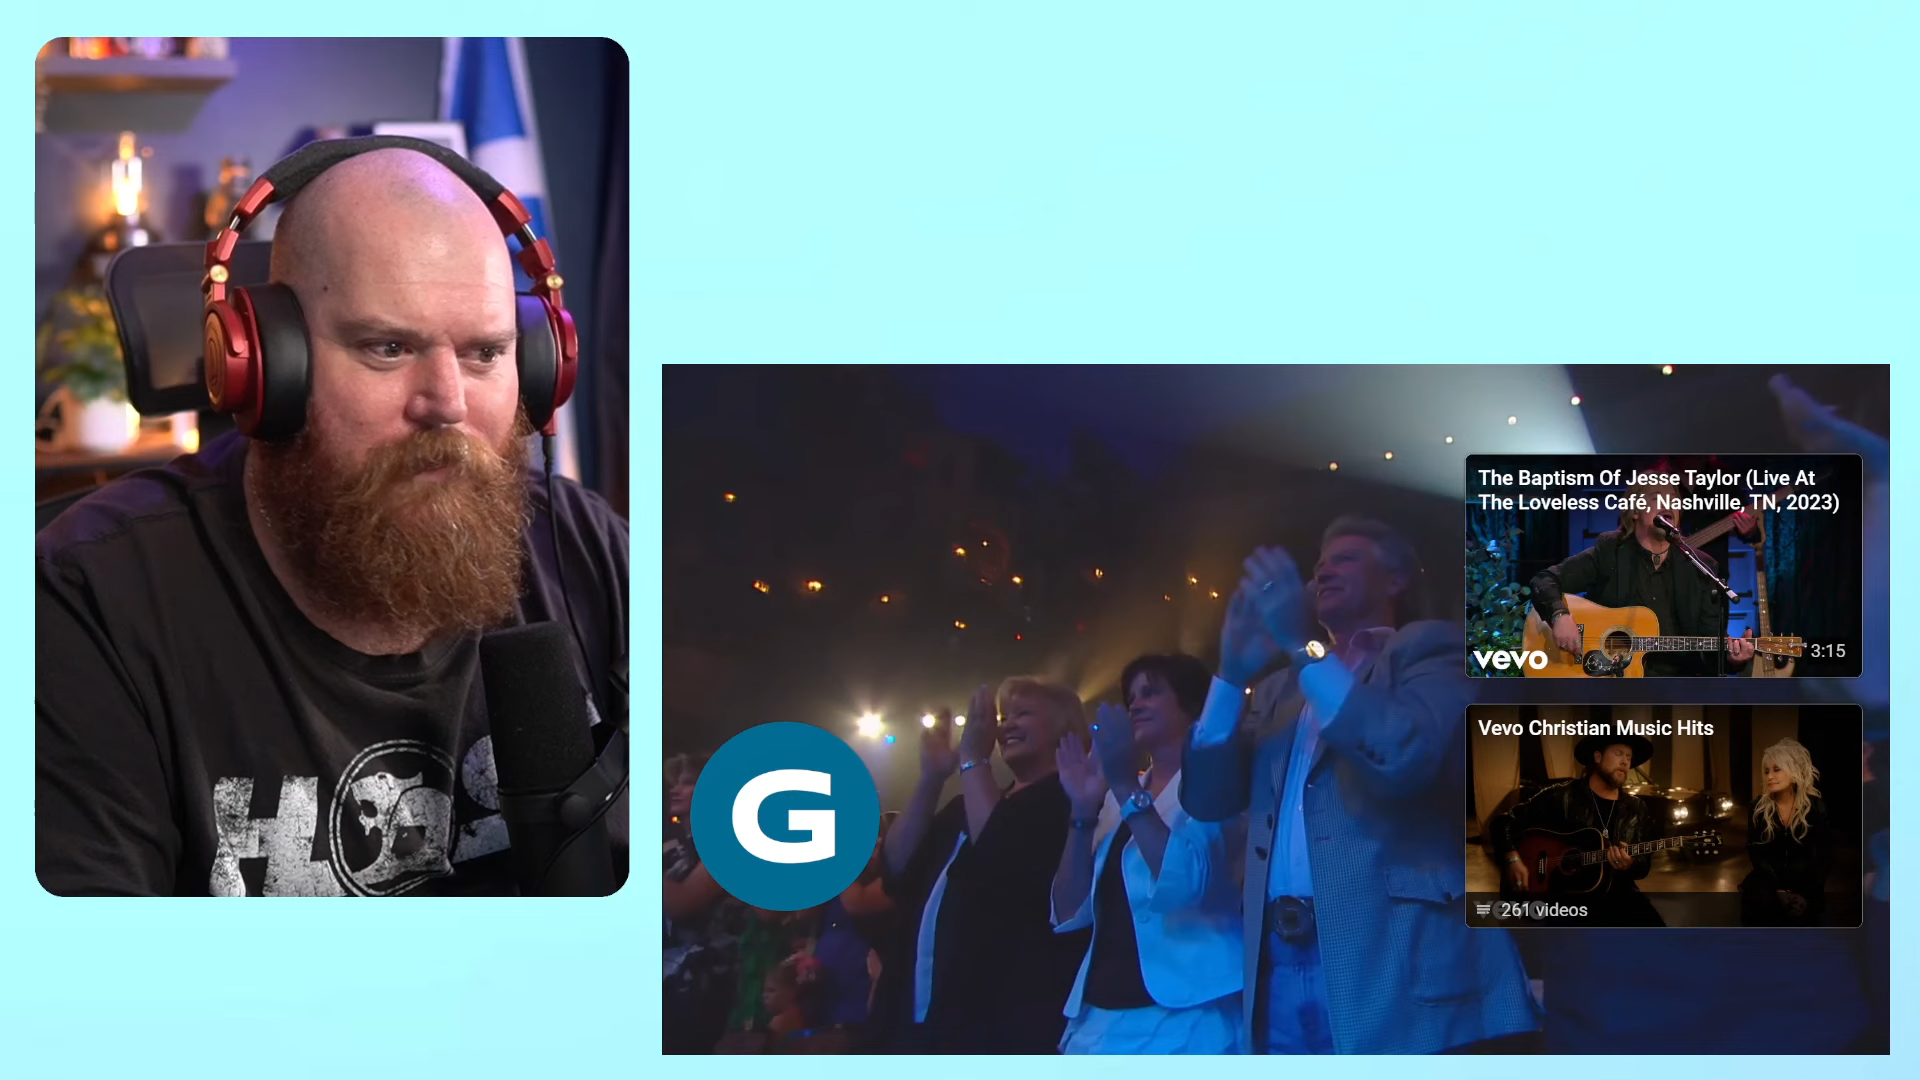 The Baptism Of Jesse Taylor (Live At
The Loveless Café, Nashville, TN, 2023)
vevo
3:15
G
Vevo Christian Music Hits
261 videos